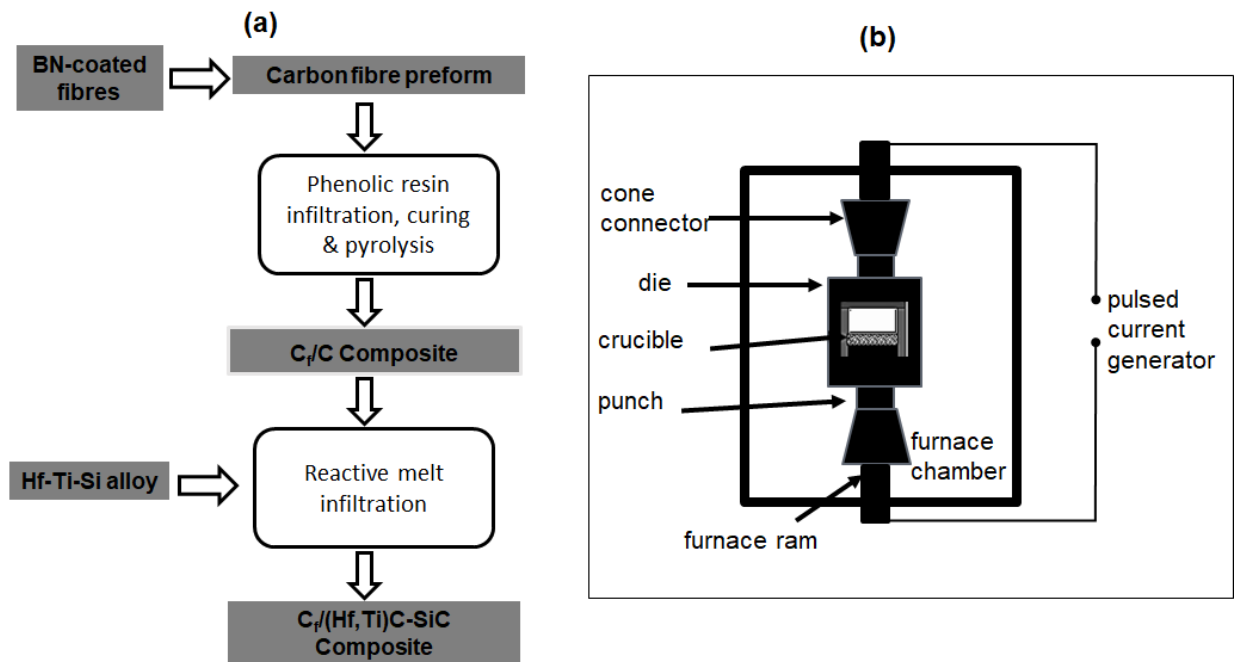 (a)
BN-coated
fibres
Carbon fibre preform
Phenolic resin
infiltration, curing
& pyrolysis
Cf/C Composite
Hf-Ti-Si alloy
Reactive melt
infiltration
Cf/(Hf,Ti)C-SiC
Composite
(b)
cone
connector
die
crucible
punch
furnace
chamber
furnace ram
pulsed
current
generator